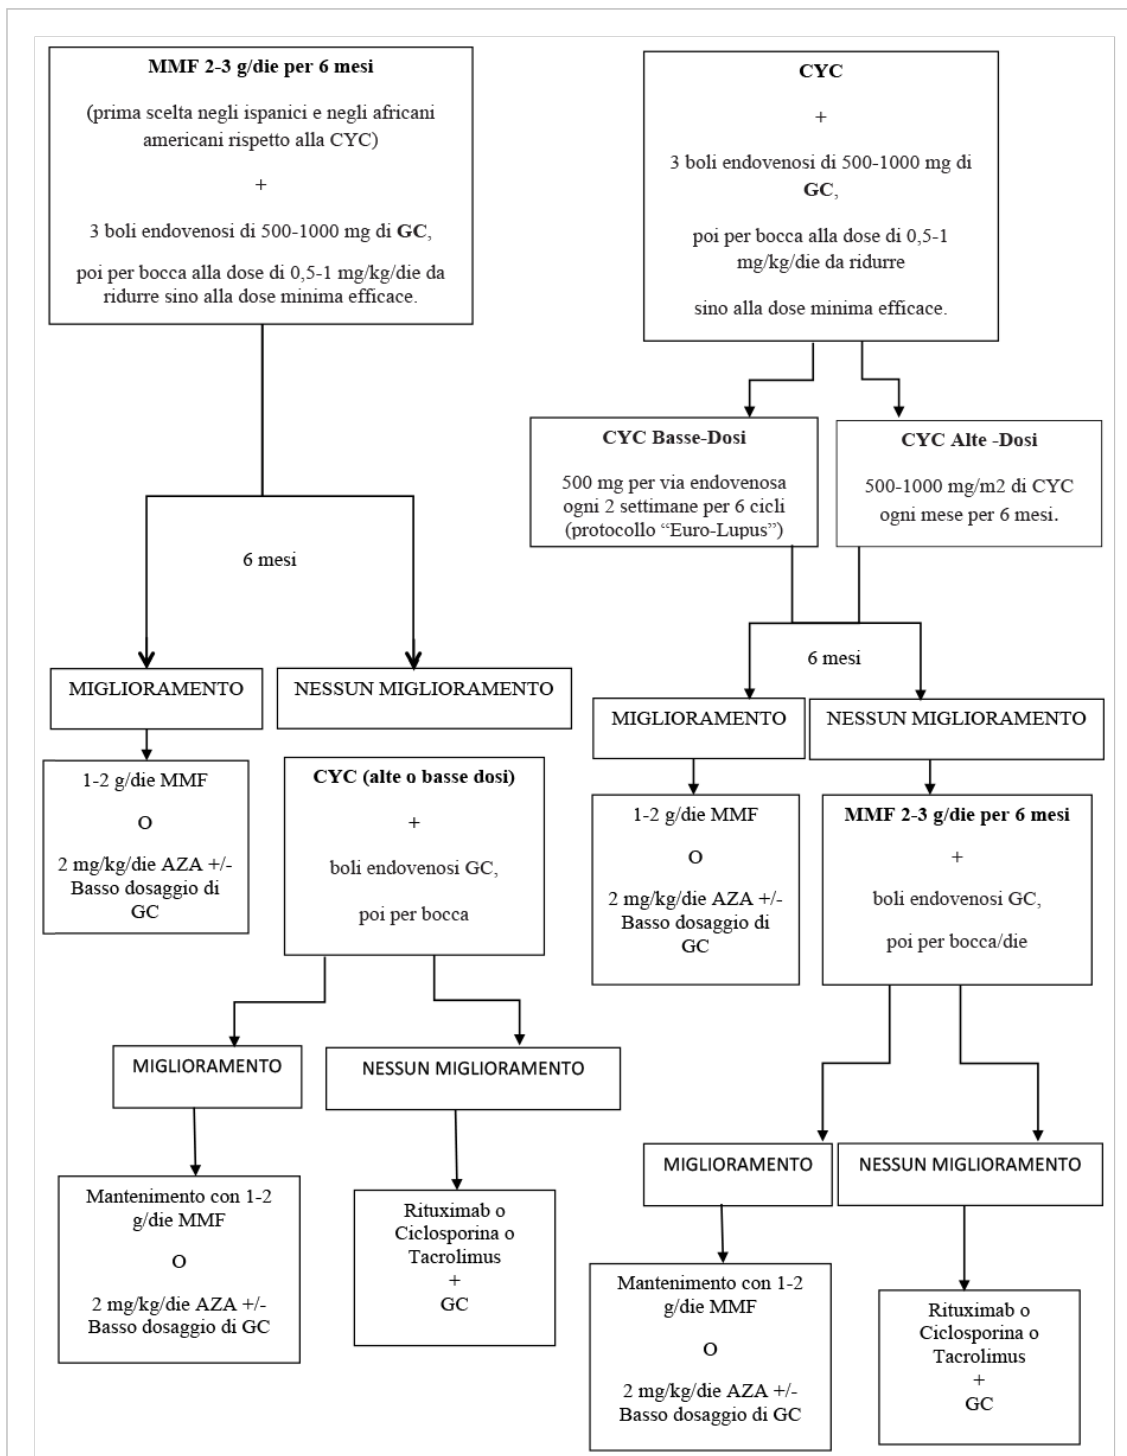 MMF 2-3 g/die per 6 mesi
(prima scelta negli ispanici e negli africani
americani rispetto alla CYC)
+
3 boli endovenosi di 500-1000 mg di GC,
poi per bocca alla dose di 0,5-1 mg/kg/die da
ridurre sino alla dose minima efficace.
CYC
+
3 boli endovenosi di 500-1000 mg di
GC,
poi per bocca alla dose di 0,5-1
mg/kg/die da ridurre
sino alla dose minima efficace.
CYC Basse-Dosi
500 mg per via endovenosa
ogni 2 settimane per 6 cicli
(protocollo “Euro-Lupus”)
CYC Alte -Dosi
500-1000 mg/m2 di CYC
ogni mese per 6 mesi.
6 mesi
6 mesi
MIGLIORAMENTO
NESSUN MIGLIORAMENTO
MIGLIORAMENTO
NESSUN MIGLIORAMENTO
1-2 g/die MMF
O
2 mg/kg/die AZA +/-
Basso dosaggio di
GC
CYC (alte o basse dosi)
+
boli endovenosi GC,
poi per bocca
1-2 g/die MMF
O
2 mg/kg/die AZA +/-
Basso dosaggio di
GC
MMF 2-3 g/die per 6 mesi
+
boli endovenosi GC,
poi per bocca/die
MIGLIORAMENTO
NESSUN MIGLIORAMENTO
MIGLIORAMENTO
NESSUN MIGLIORAMENTO
Mantenimento con 1-2
g/die MMF
O
2 mg/kg/die AZA +/-
Basso dosaggio di GC
Rituximab o
Ciclosporina o
Tacrolimus
+
GC
Mantenimento con 1-2
g/die MMF
O
2 mg/kg/die AZA +/-
Basso dosaggio di GC
Rituximab o
Ciclosporina o
Tacrolimus
+
GC